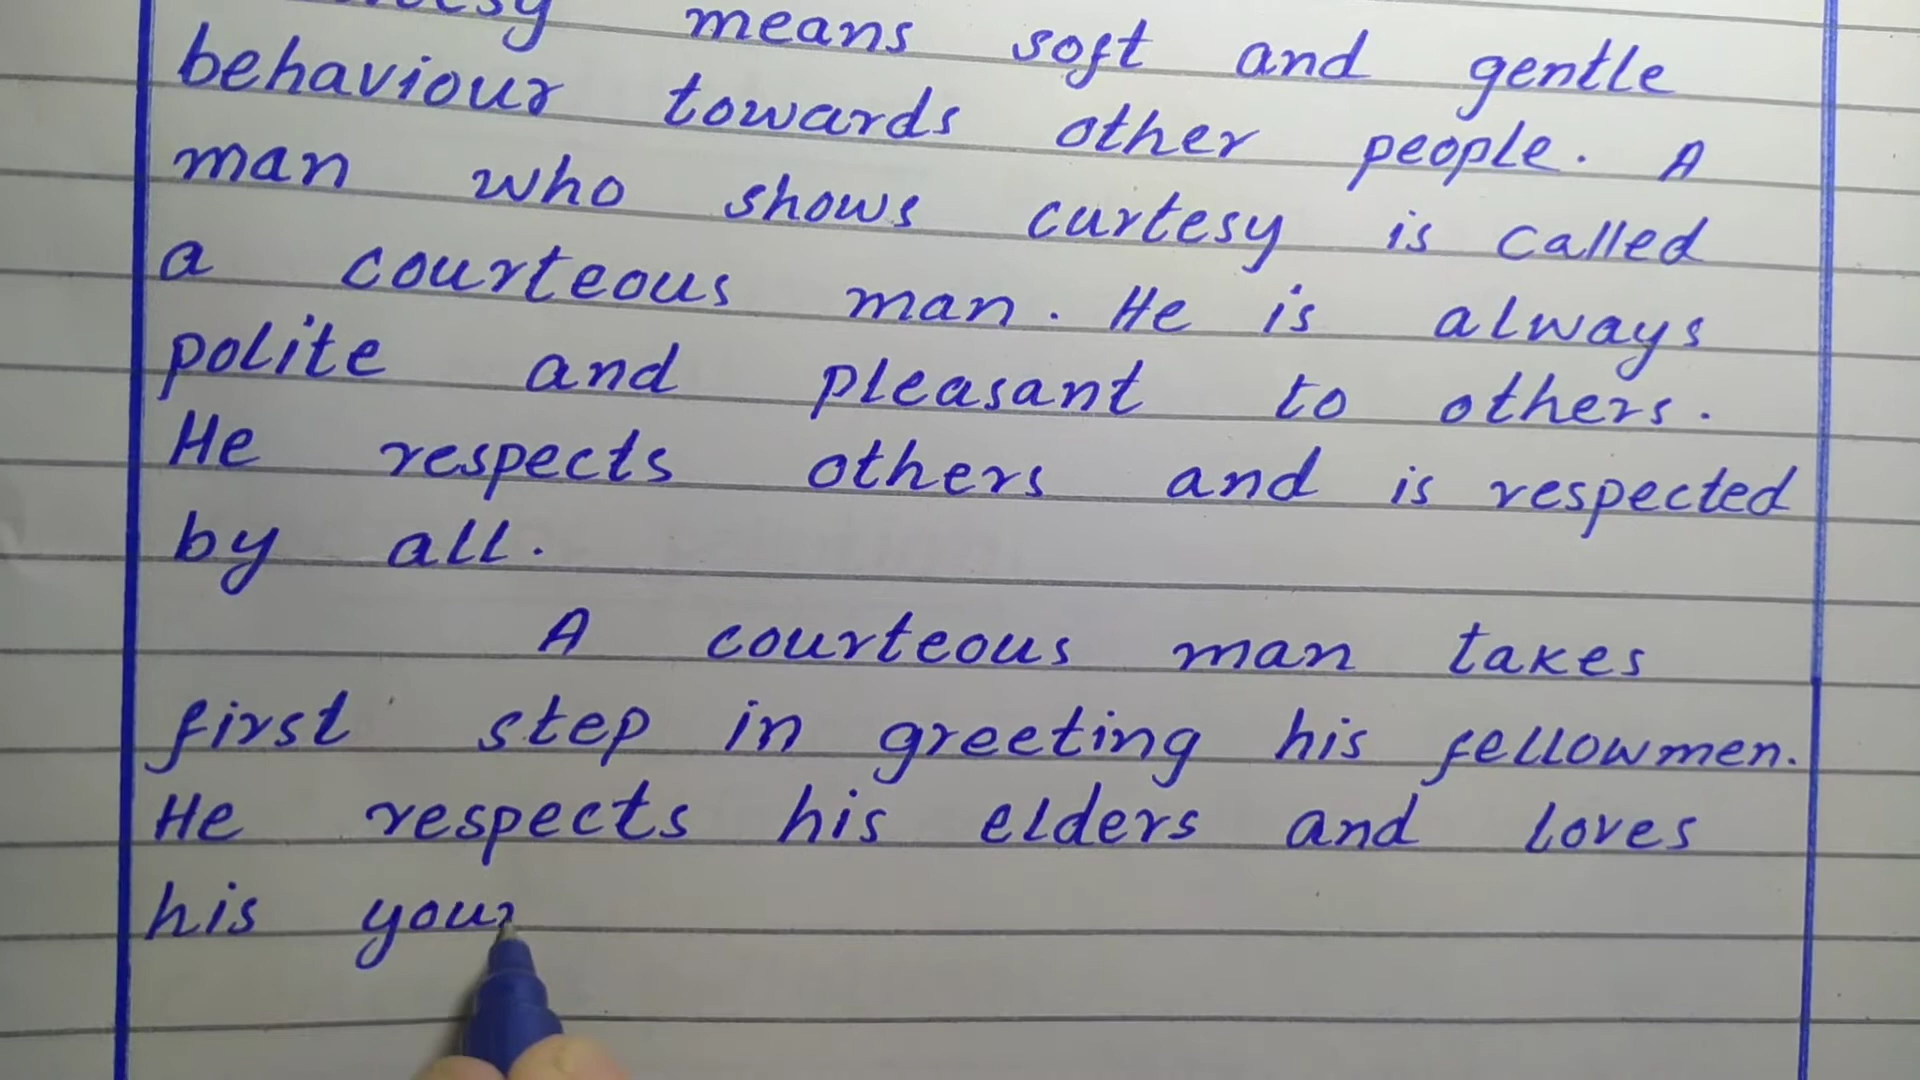 means soft and gentle
behaviour towards other people. A
man who shows curtesy is called
a courteous man. He is always
polite and pleasant to others.
He respects others and is respected
by all.
A courteous man takes
first step in greeting his fellowmen.
He respects his elders and loves
his